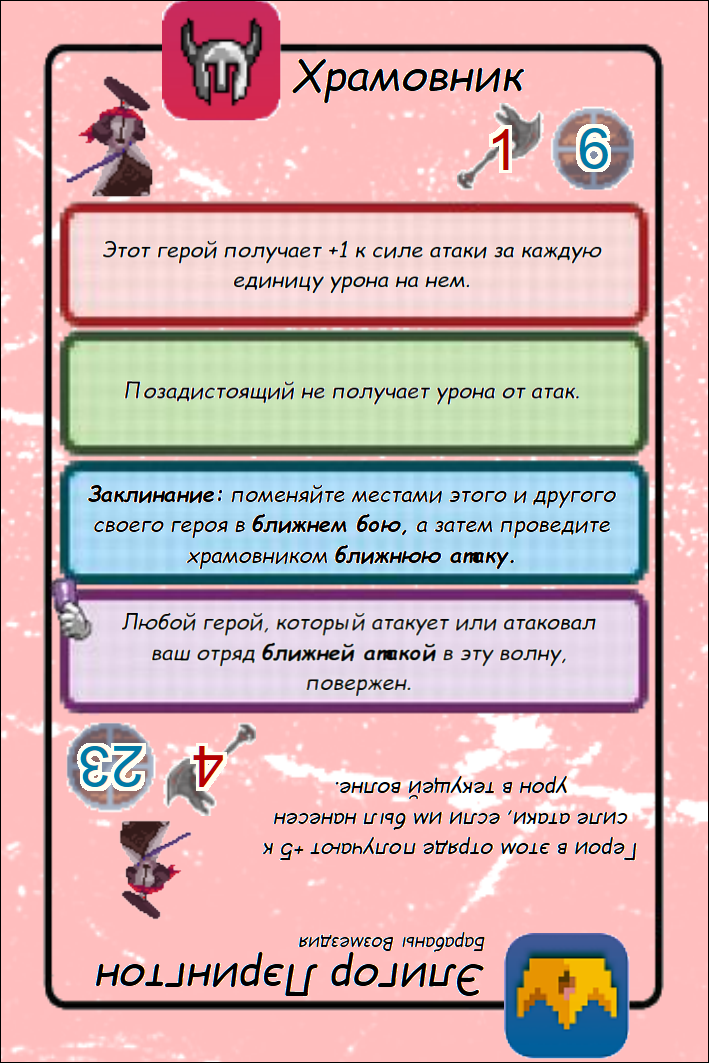 Храмовник
1 6
Этот герой получает +1 к силе атаки за каждую
единицу урона на нем.
Позадистоящий не получает урона от атак.
Заклинание: поменяйте местами этого и другого
своего героя в ближнем бою, а затем проведите
храмовником ближнюю атаку.
Любой герой, который атакует или атаковал
ваш отряд ближней атакой в эту волну,
повержен.
Элигор Лэрингтон
Барабаны Возмездия
4 23
Герои в этом отряде получают +5 к
силе атаки, если им был нанесен
урон в текущей волне.